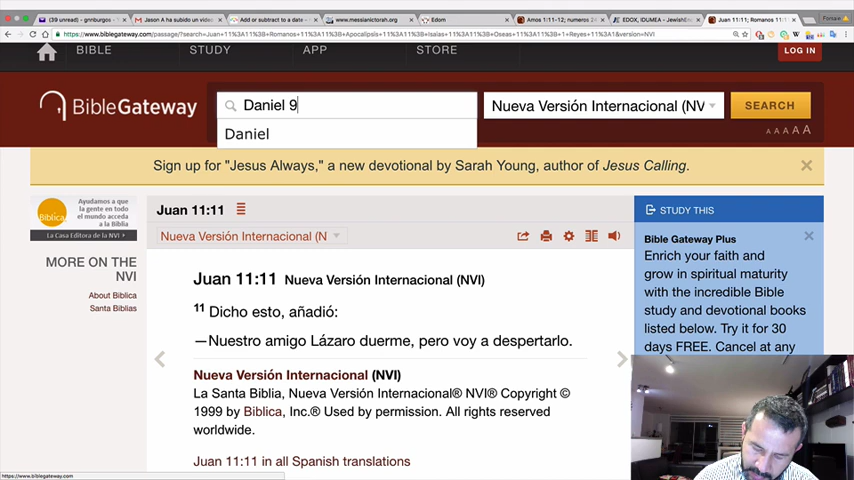 (39 unread) - gnnburgos
Jason A ha subido un video
Add or subtract to a date
www.messianictorah.org
Edom
Amos 1:11-12; numeros 24
EDOX, IDUMEA - JewishEn
Juan 11:11; Romanos 11
https://www.biblegateway.com/passage/?search=Juan+11%3A11%3B+Romanos+11%3A11%3B+Apocalipsis+11%3A11%3B+Isaias+11%3A11%3B+Oseas+11%3A11%3B+1+Reyes+11%3A11&version=NVI
BIBLE STUDY APP STORE LOG IN
BibleGateway
Daniel 9
Nueva Versión Internacional (NV
SEARCH
Daniel
A A A A A
Sign up for "Jesus Always," a new devotional by Sarah Young, author of Jesus Calling.
Biblica
Ayudamos a que
la gente en todo
el mundo acceda
a la Biblia
La Casa Editora de la NVI
MORE ON THE
NVI
About Biblica
Santa Biblias
Juan 11:11
Nueva Versión Internacional (N
Juan 11:11 Nueva Versión Internacional (NVI)
11 Dicho esto, añadió:
—Nuestro amigo Lázaro duerme, pero voy a despertarlo.
Nueva Versión Internacional (NVI)
La Santa Biblia, Nueva Versión Internacional® NVI® Copyright ©
1999 by Biblica, Inc.® Used by permission. All rights reserved
worldwide.
Juan 11:11 in all Spanish translations
STUDY THIS
Bible Gateway Plus
Enrich your faith and
grow in spiritual maturity
with the incredible Bible
study and devotional books
listed below. Try it for 30
days FREE. Cancel at any
https://www.biblegateway.com